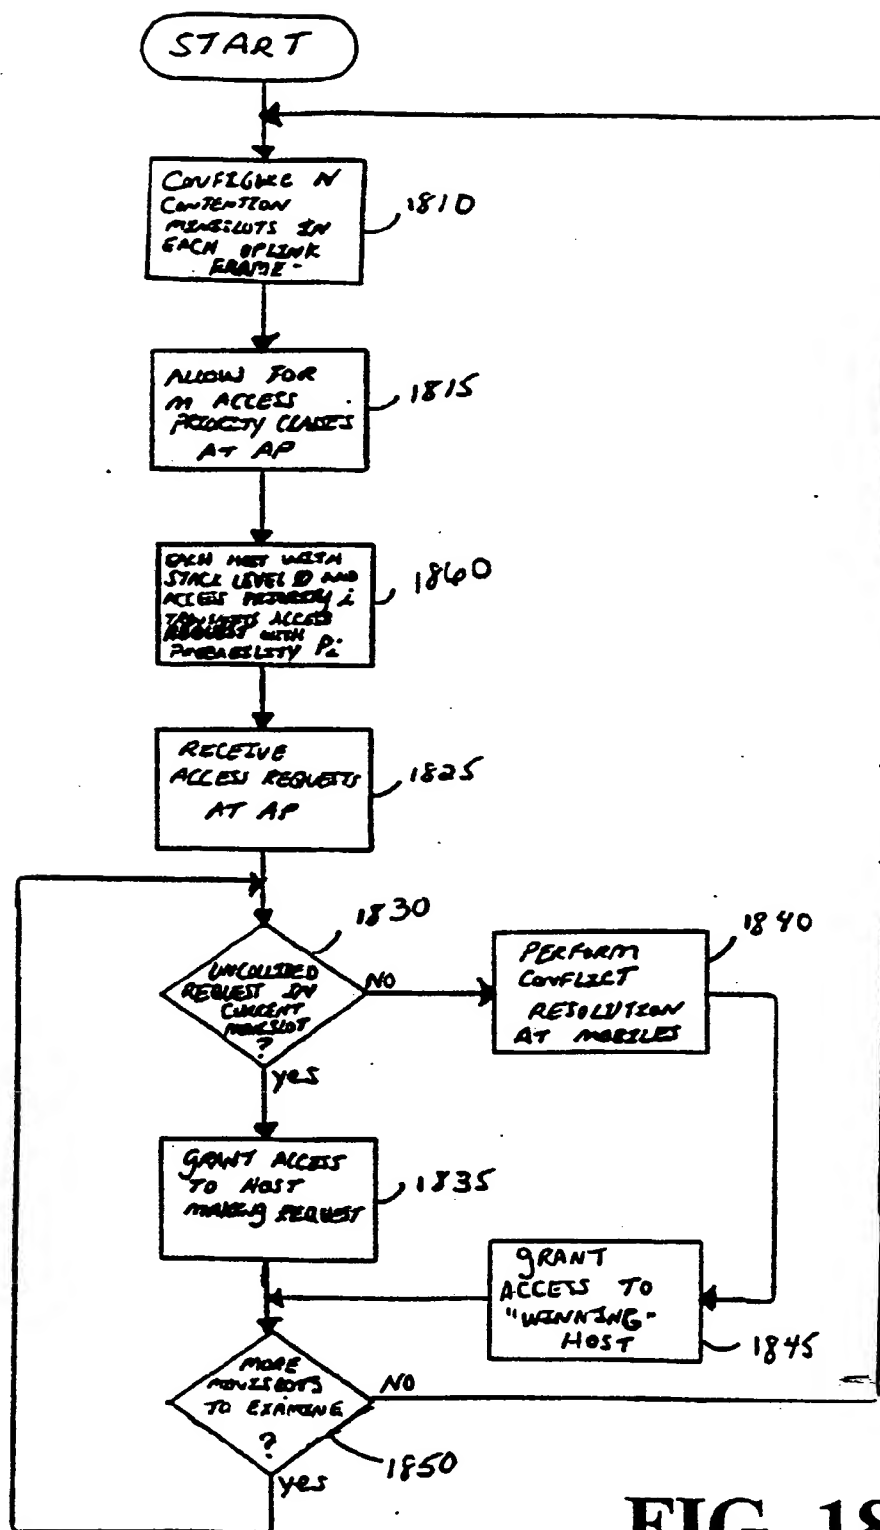 START
CONFIGURE N
CONTENTION
MINISLOTS IN
EACH UPLINK
FRAME
1810
ALLOW FOR
M ACCESS
PRIORITY CLASSES
AT AP
1815
EACH HOST WITH
STACK LEVEL 0 AND
ACCESS PRIORITY i
TRANSMITS ACCESS
REQUEST WITH
PROBABILITY Pi
1860
RECEIVE
ACCESS REQUESTS
AT AP
1825
1830
UNCOLLIDED
REQUEST IN
CURRENT
MINISLOT
?
NO
yes
PERFORM
CONFLICT
RESOLUTION
AT MOBILES
1840
GRANT ACCESS
TO HOST
MAKING REQUEST
1835
GRANT
ACCESS TO
"WINNING"
HOST
1845
MORE
MINISLOTS
TO EXAMINE
?
NO
1850
yes
FIG. 18